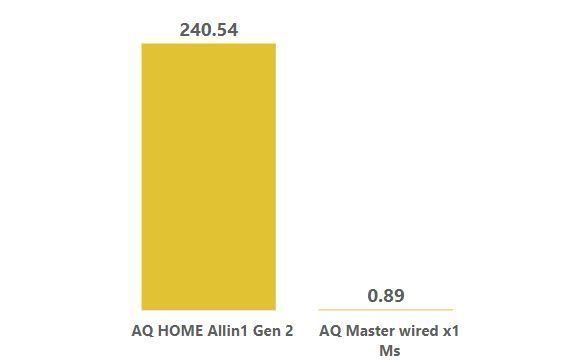 240.54
0.89
AQ HOME Allin1 Gen 2
AQ Master wired x1
Ms